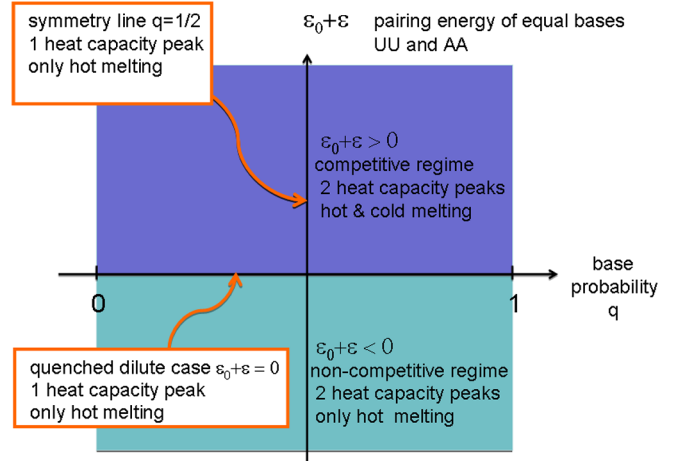 symmetry line q=1/2
1 heat capacity peak
only hot melting
ε₀+ε
pairing energy of equal bases
UU and AA
ε₀+ε > 0
competitive regime
2 heat capacity peaks
hot & cold melting
base
probability
q
0
1
quenched dilute case ε₀+ε = 0
1 heat capacity peak
only hot melting
ε₀+ε < 0
non-competitive regime
2 heat capacity peaks
only hot melting